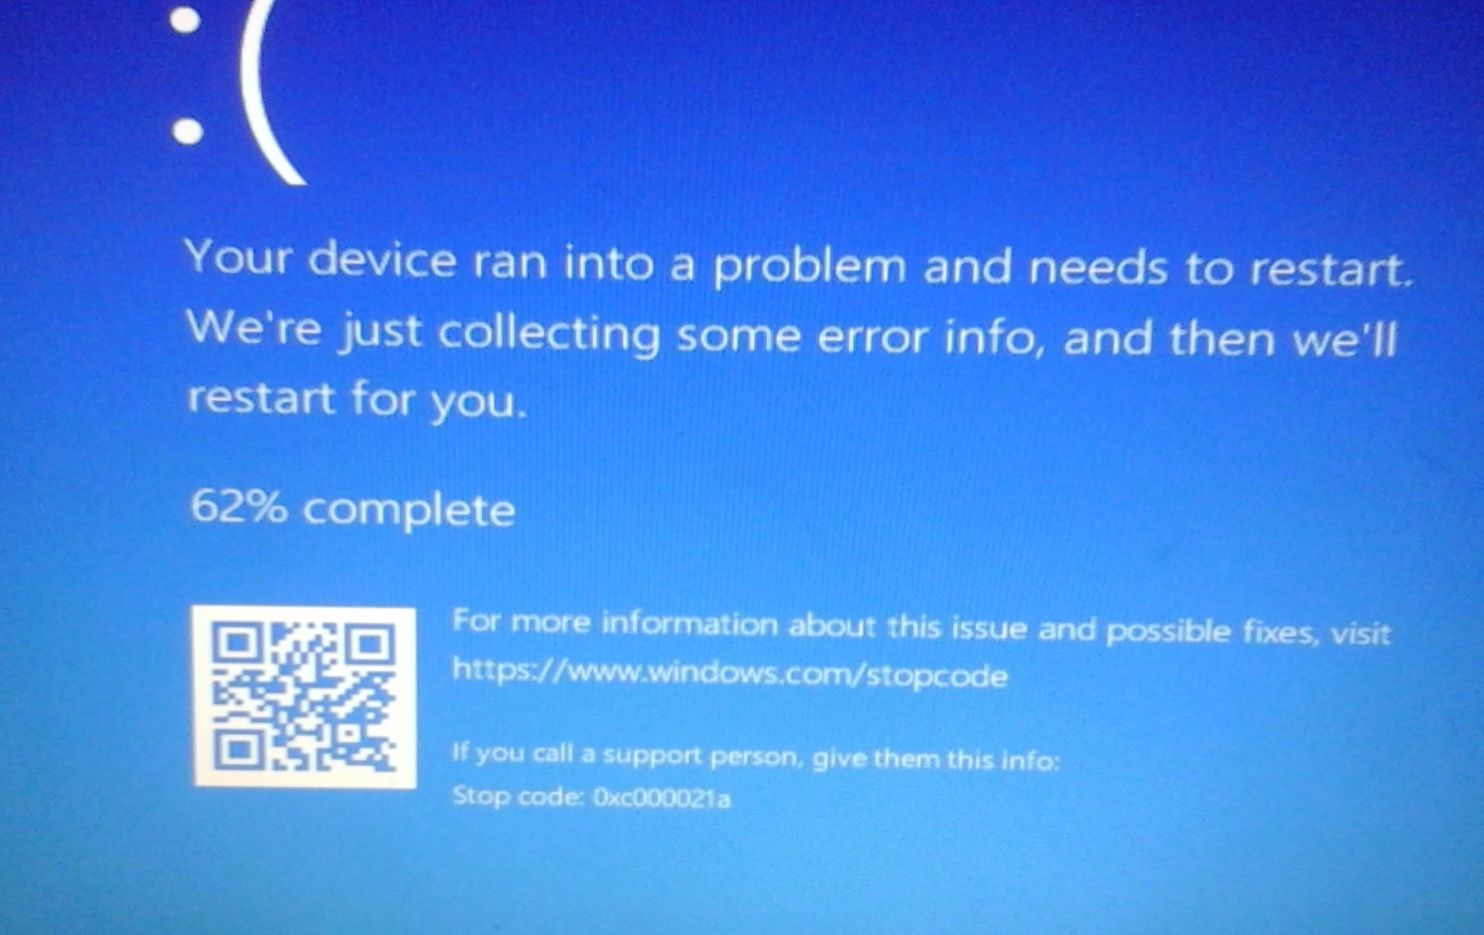 :(
Your device ran into a problem and needs to restart.
We're just collecting some error info, and then we'll
restart for you.
62% complete
For more information about this issue and possible fixes, visit
https://www.windows.com/stopcode
If you call a support person, give them this info:
Stop code: 0xc000021a